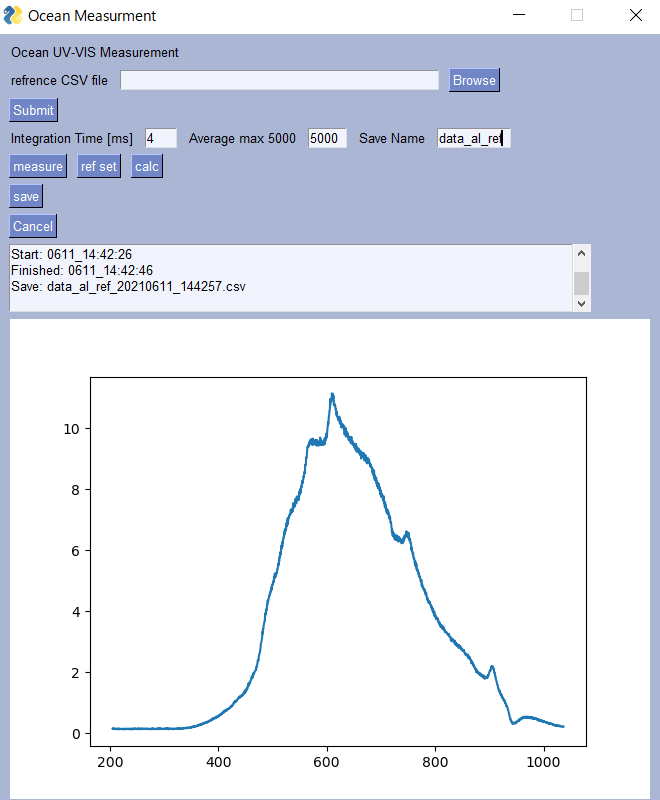 Ocean Measurment
Ocean UV-VIS Measurement
refrence CSV file Browse
Submit
Integration Time [ms] 4 Average max 5000 5000 Save Name data_al_ref
measure ref set calc
save
Cancel
Start: 0611_14:42:26
Finished: 0611_14:42:46
Save: data_al_ref_20210611_144257.csv
10
8
6
4
2
0
200 400 600 800 1000